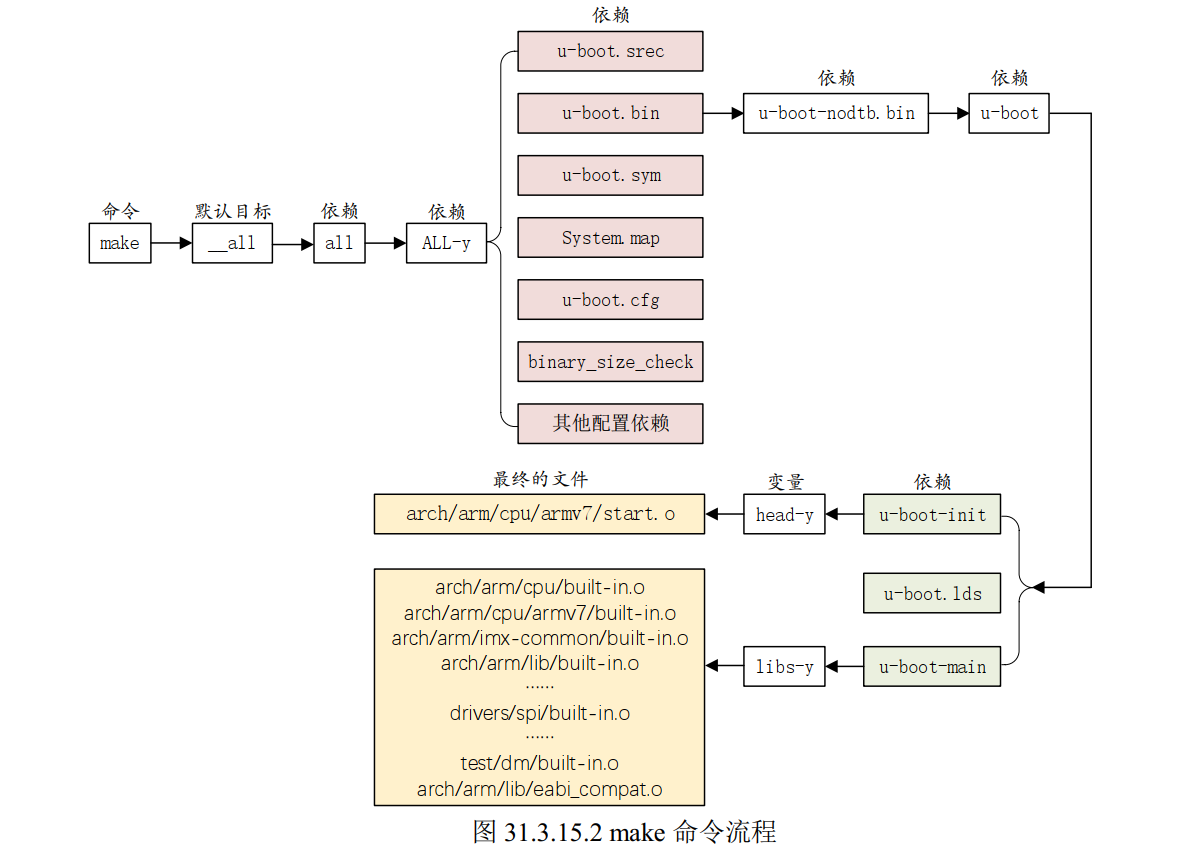 依赖
u-boot.srec
依赖
依赖
u-boot.bin
u-boot-nodtb.bin
u-boot
u-boot.sym
命令
默认目标
依赖
依赖
make
__all
all
ALL-y
System.map
u-boot.cfg
binary_size_check
其他配置依赖
最终的文件
变量
依赖
arch/arm/cpu/armv7/start.o
head-y
u-boot-init
u-boot.lds
arch/arm/cpu/built-in.o
arch/arm/cpu/armv7/built-in.o
arch/arm/imx-common/built-in.o
arch/arm/lib/built-in.o
......
drivers/spi/built-in.o
......
test/dm/built-in.o
arch/arm/lib/eabi_compat.o
libs-y
u-boot-main
图 31.3.15.2 make 命令流程